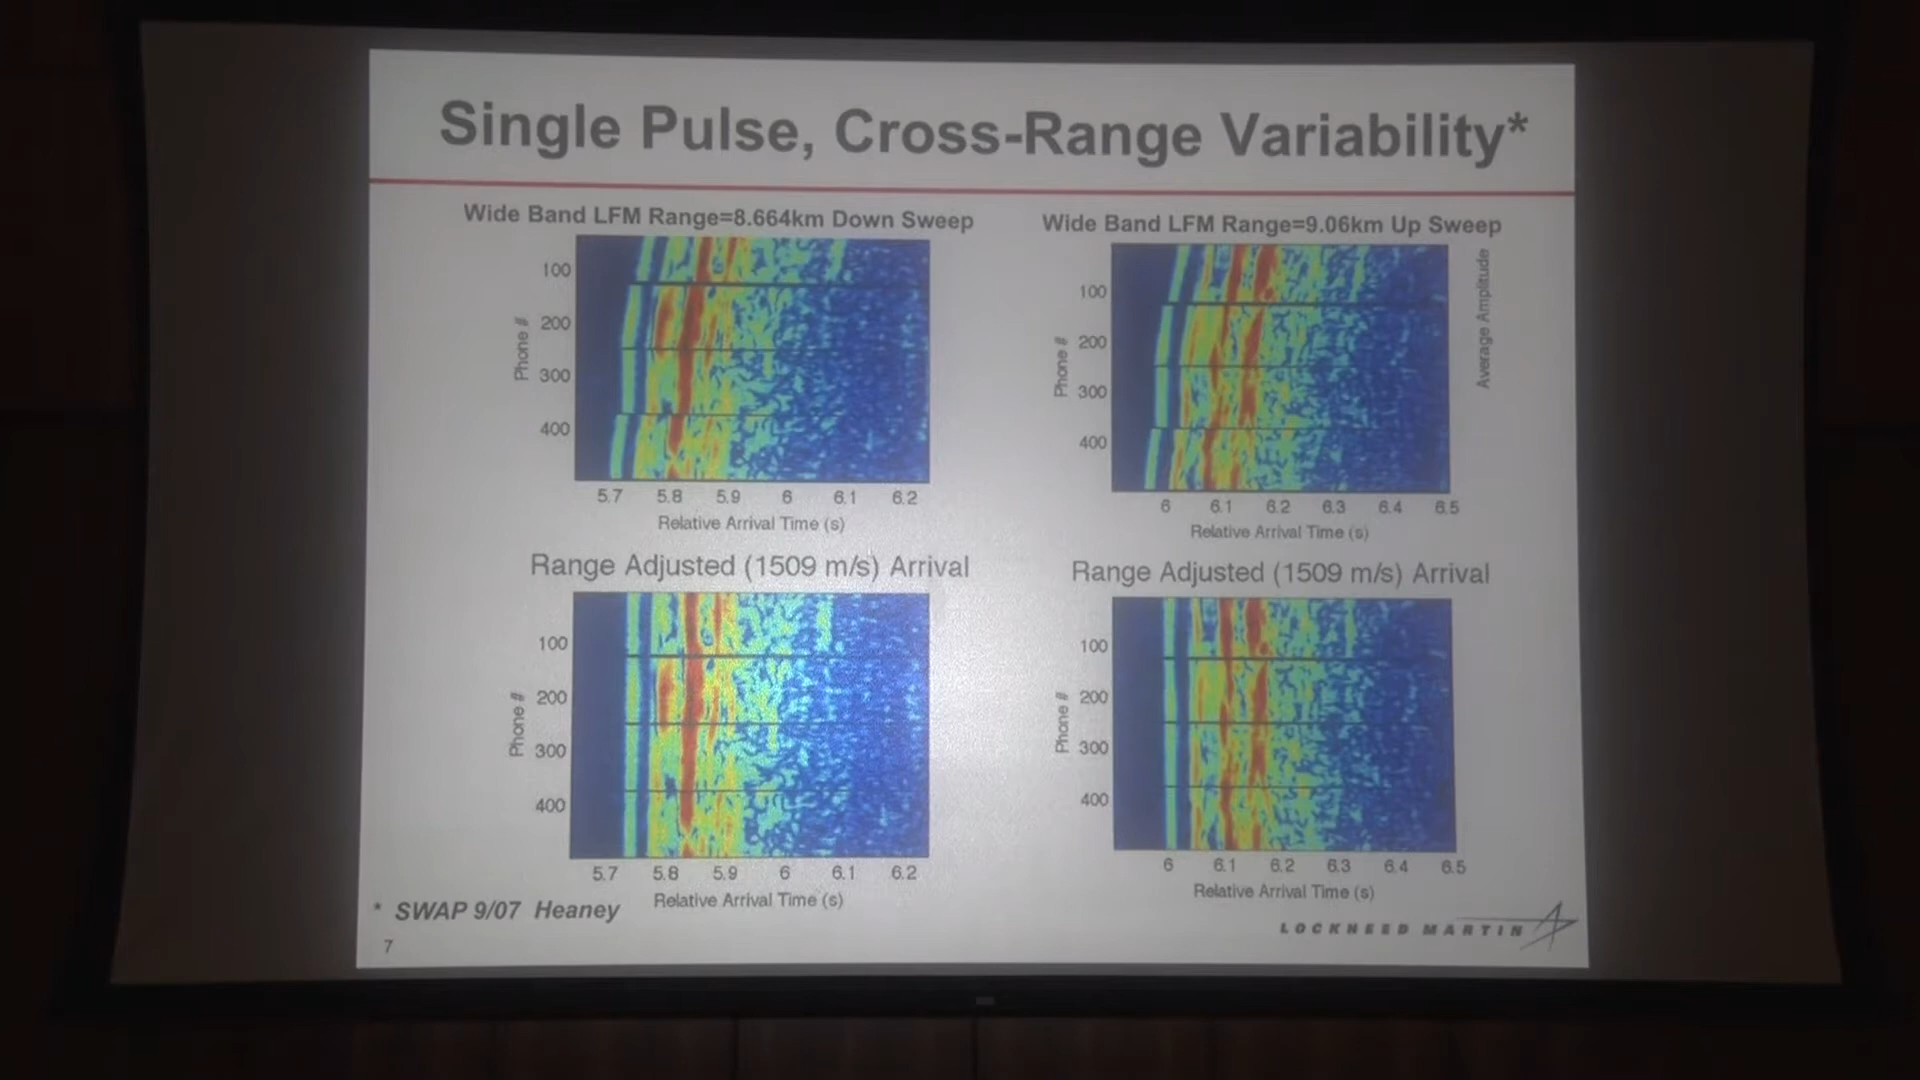 Single Pulse, Cross-Range Variability*
Wide Band LFM Range=8.664km Down Sweep
Phone #
100
200
300
400
5.7 5.8 5.9 6 6.1 6.2
Relative Arrival Time (s)
Wide Band LFM Range=9.06km Up Sweep
Average Amplitude
Phone #
100
200
300
400
6 6.1 6.2 6.3 6.4 6.5
Relative Arrival Time (s)
Range Adjusted (1509 m/s) Arrival
Phone #
100
200
300
400
5.7 5.8 5.9 6 6.1 6.2
Relative Arrival Time (s)
Range Adjusted (1509 m/s) Arrival
Phone #
100
200
300
400
6 6.1 6.2 6.3 6.4 6.5
Relative Arrival Time (s)
* SWAP 9/07 Heaney
7
LOCKHEED MARTIN